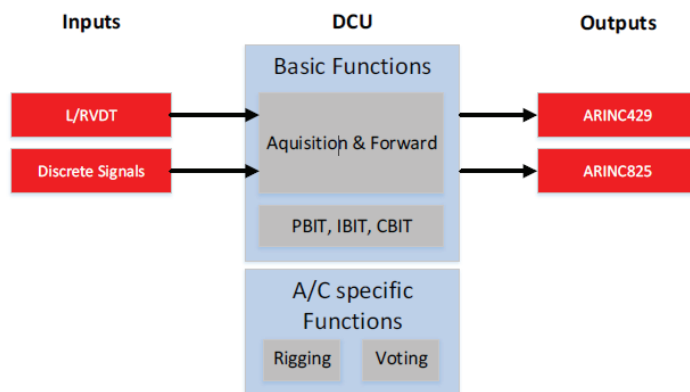 Inputs
DCU
Outputs
Basic Functions
L/RVDT
Aquisition & Forward
ARINC429
Discrete Signals
ARINC825
PBIT, IBIT, CBIT
A/C specific
Functions
Rigging
Voting